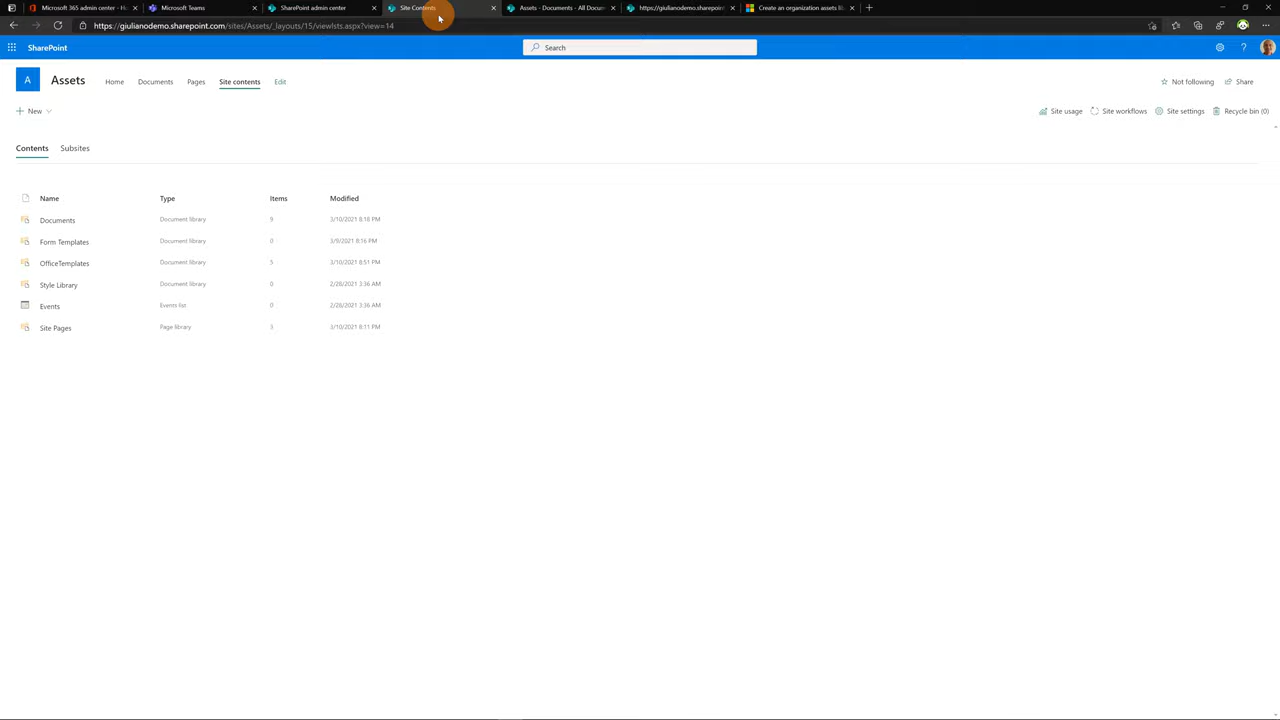 Microsoft 365 admin center - H
Microsoft Teams
SharePoint admin center
Site Contents
Assets - Documents - All Docum
https://giulianodemo.sharepoint
Create an organization assets li
https://giulianodemo.sharepoint.com/sites/Assets/_layouts/15/viewlsts.aspx?view=14
SharePoint
Search
?
A
Assets
Home
Documents
Pages
Site contents
Edit
Not following
Share
New
Site usage
Site workflows
Site settings
Recycle bin (0)
Contents
Subsites
Name Type Items Modified
Documents Document library 9 3/10/2021 8:18 PM
Form Templates Document library 0 3/9/2021 8:16 PM
OfficeTemplates Document library 5 3/10/2021 8:51 PM
Style Library Document library 0 2/26/2021 3:36 AM
Events Events list 0 2/26/2021 3:36 AM
Site Pages Page library 3 3/10/2021 8:11 PM